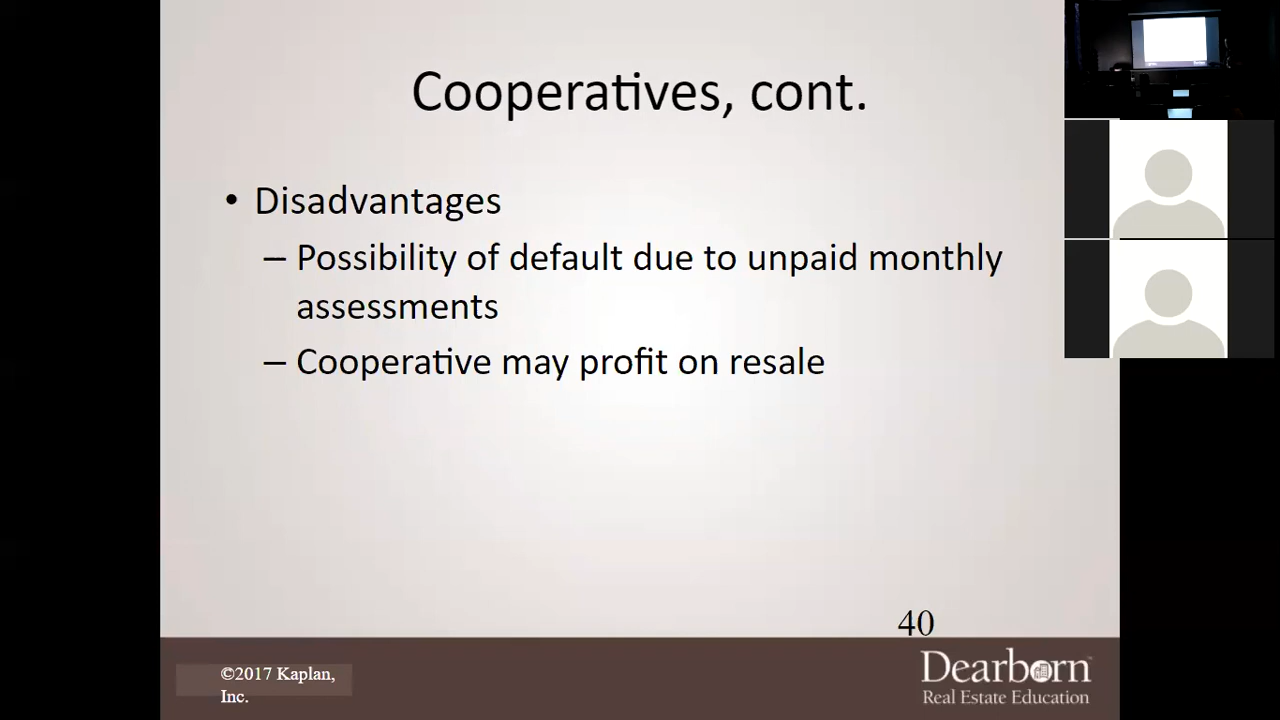 Cooperatives, cont.
• Disadvantages
– Possibility of default due to unpaid monthly
assessments
– Cooperative may profit on resale
40
©2017 Kaplan,
Inc.
Dearborn
Real Estate Education